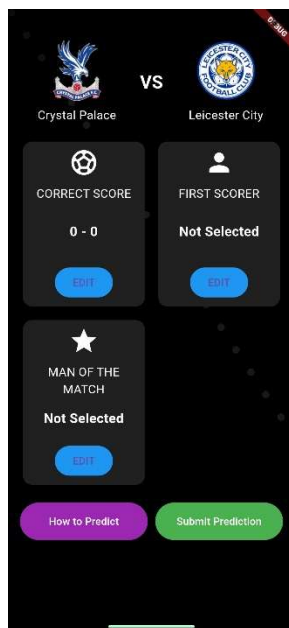 DEBUG
VS
Crystal Palace
Leicester City
CORRECT SCORE
FIRST SCORER
0 - 0
Not Selected
EDIT
EDIT
MAN OF THE
MATCH
Not Selected
EDIT
How to Predict
Submit Prediction